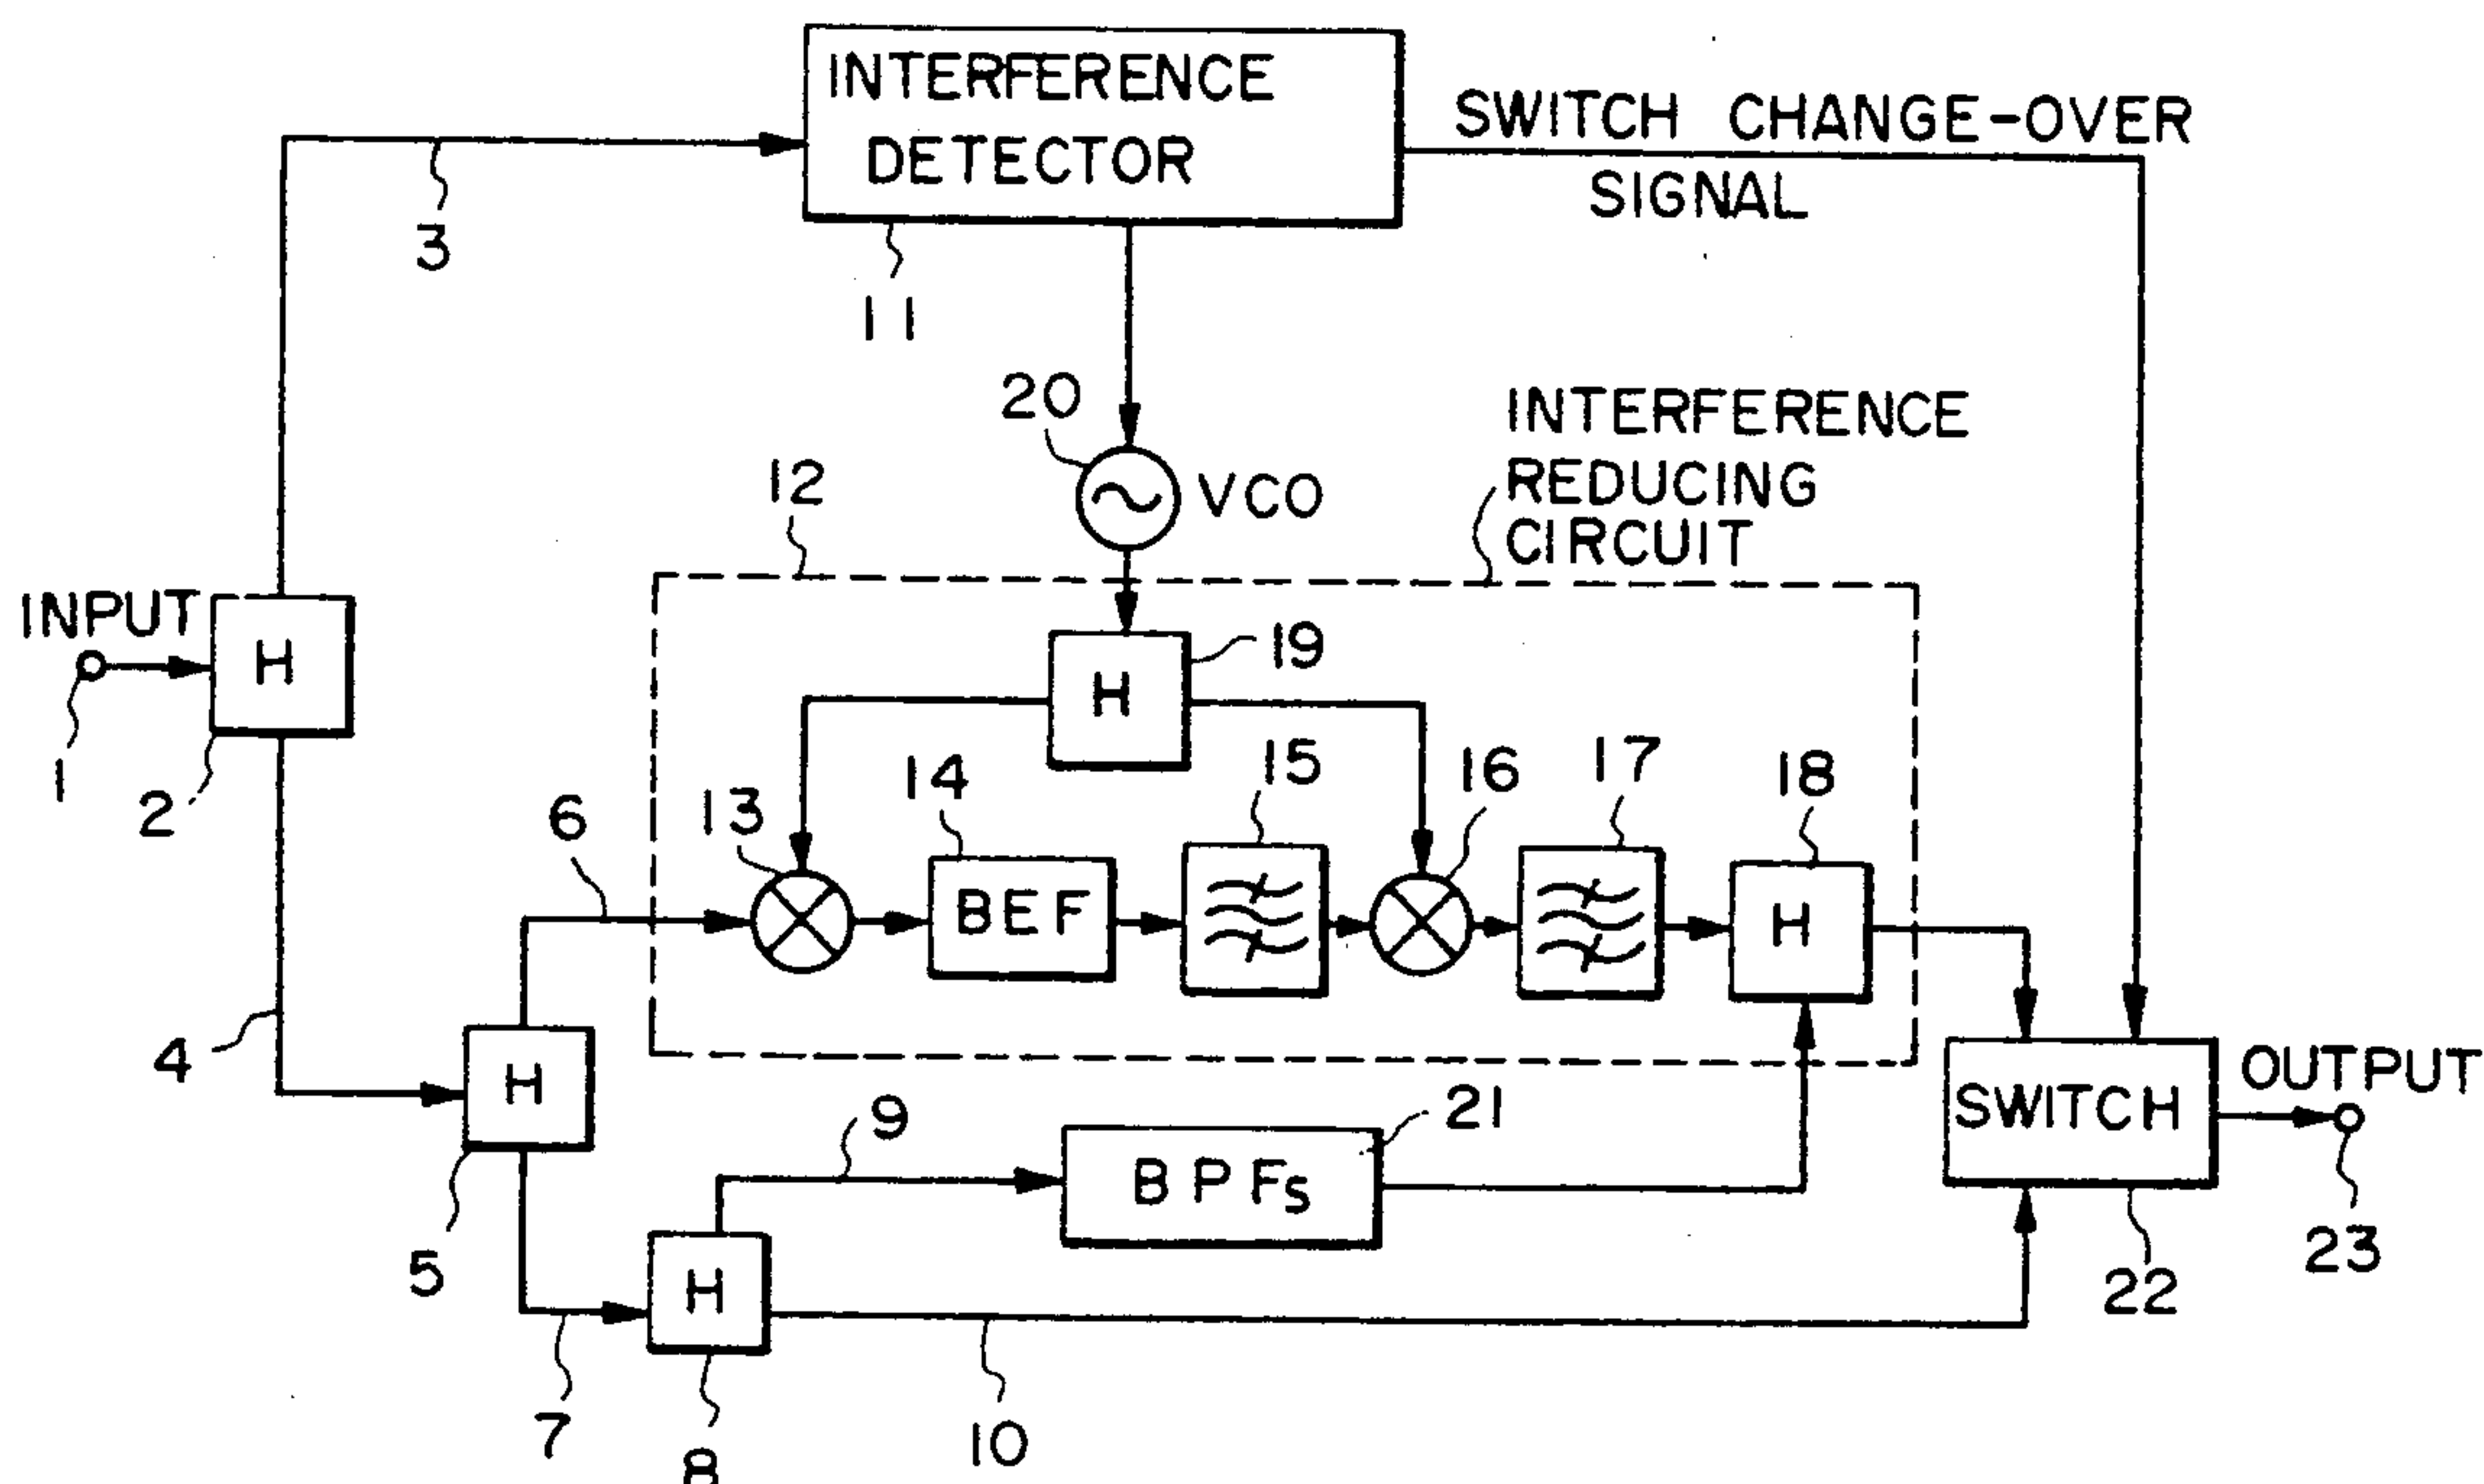 INTERFERENCE
DETECTOR
SWITCH CHANGE-OVER
SIGNAL
3
11
20
VCO
INTERFERENCE
REDUCING
CIRCUIT
12
INPUT
H
1
2
H
19
13
14
15
16
17
18
6
BEF
H
4
H
5
9
21
BPFs
SWITCH
OUTPUT
H
7
8
10
22
23